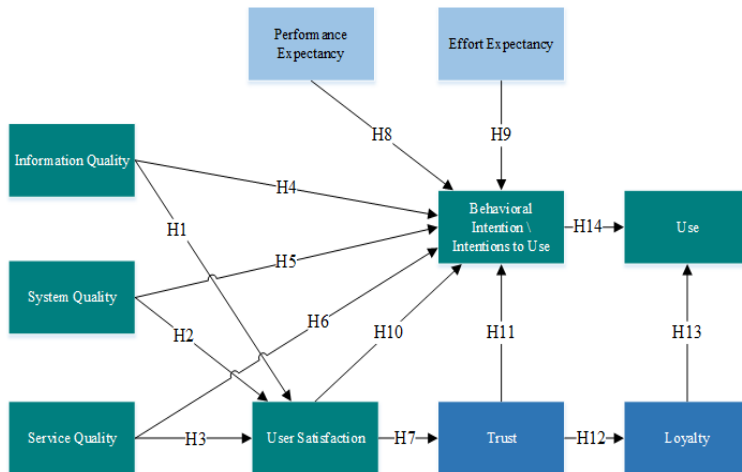 Performance
Expectancy
Effort Expectancy
H8
H9
Information Quality
H4
H1
Behavioral
Intention \
Intentions to Use
H14
Use
H5
System Quality
H6
H2
H10
H11
H13
Service Quality
H3
User Satisfaction
H7
Trust
H12
Loyalty